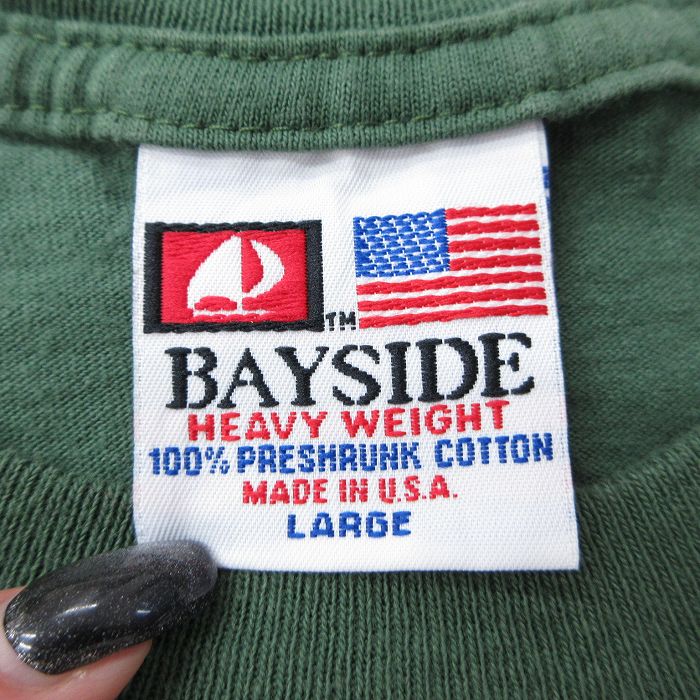 TM
BAYSIDE
HEAVY WEIGHT
100% PRESHRUNK COTTON
MADE IN U.S.A.
LARGE